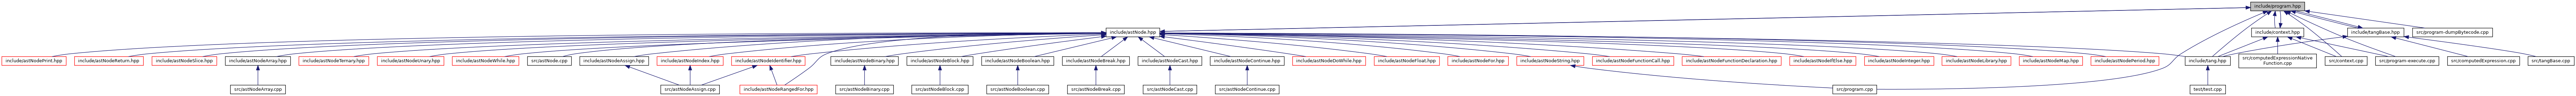 include/program.hpp
include/astNode.hpp
include/context.hpp
include/tangBase.hpp
src/program-dumpBytecode.cpp
include/astNodePrint.hpp
include/astNodeReturn.hpp
include/astNodeSlice.hpp
include/astNodeArray.hpp
include/astNodeTernary.hpp
include/astNodeUnary.hpp
include/astNodeWhile.hpp
src/astNode.cpp
include/astNodeAssign.hpp
include/astNodeIndex.hpp
include/astNodeIdentifier.hpp
include/astNodeBinary.hpp
include/astNodeBlock.hpp
include/astNodeBoolean.hpp
include/astNodeBreak.hpp
include/astNodeCast.hpp
include/astNodeContinue.hpp
include/astNodeDoWhile.hpp
include/astNodeFloat.hpp
include/astNodeFor.hpp
include/astNodeString.hpp
include/astNodeFunctionCall.hpp
include/astNodeFunctionDeclaration.hpp
include/astNodeIfElse.hpp
include/astNodeInteger.hpp
include/astNodeLibrary.hpp
include/astNodeMap.hpp
include/astNodePeriod.hpp
include/tang.hpp
src/computedExpressionNative
Function.cpp
src/context.cpp
src/program-execute.cpp
src/computedExpression.cpp
src/tangBase.cpp
src/astNodeArray.cpp
src/astNodeAssign.cpp
include/astNodeRangedFor.hpp
src/astNodeBinary.cpp
src/astNodeBlock.cpp
src/astNodeBoolean.cpp
src/astNodeBreak.cpp
src/astNodeCast.cpp
src/astNodeContinue.cpp
src/program.cpp
test/test.cpp